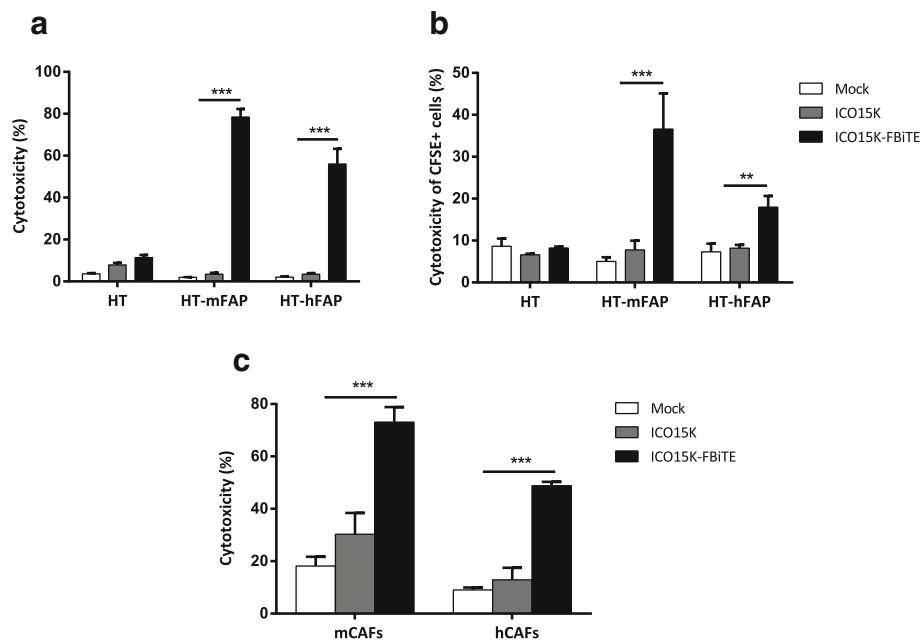 a
Cytotoxicity (%)
100
80
60
40
20
0
***
***
HT
HT-mFAP
HT-hFAP
b
Cytotoxicity of CFSE+ cells (%)
50
40
30
20
10
0
***
**
HT
HT-mFAP
HT-hFAP
Mock
ICO15K
ICO15K-FBiTE
c
Cytotoxicity (%)
80
60
40
20
0
***
***
mCAFs
hCAFs
Mock
ICO15K
ICO15K-FBiTE